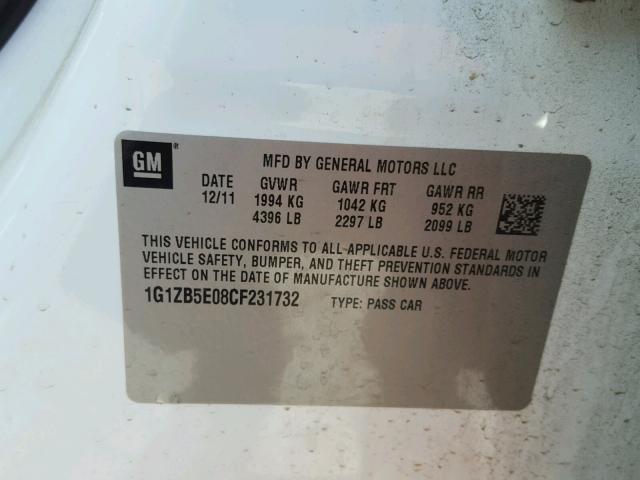 GM ®
MFD BY GENERAL MOTORS LLC
DATE GVWR GAWR FRT GAWR RR
12/11 1994 KG 1042 KG 952 KG
4396 LB 2297 LB 2099 LB
THIS VEHICLE CONFORMS TO ALL APPLICABLE U.S. FEDERAL MOTOR
VEHICLE SAFETY, BUMPER, AND THEFT PREVENTION STANDARDS IN
EFFECT ON THE DATE OF MANUFACTURE SHOWN ABOVE.
1G1ZB5E08CF231732 TYPE: PASS CAR